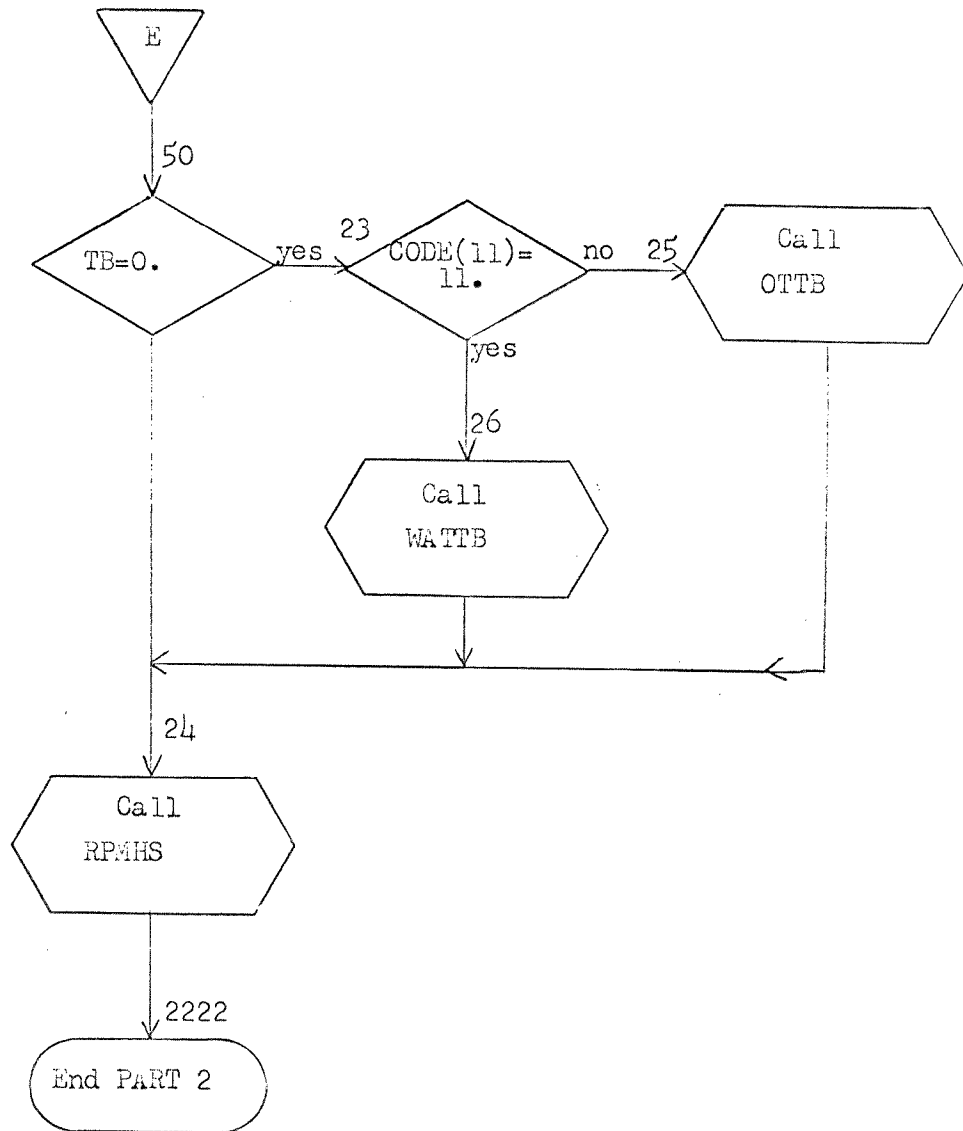 E
50
TB=0.
yes
23
CODE(11)=
11.
no
25
Call
OTTB
yes
26
Call
WATTB
24
Call
RPMHS
2222
End PART 2